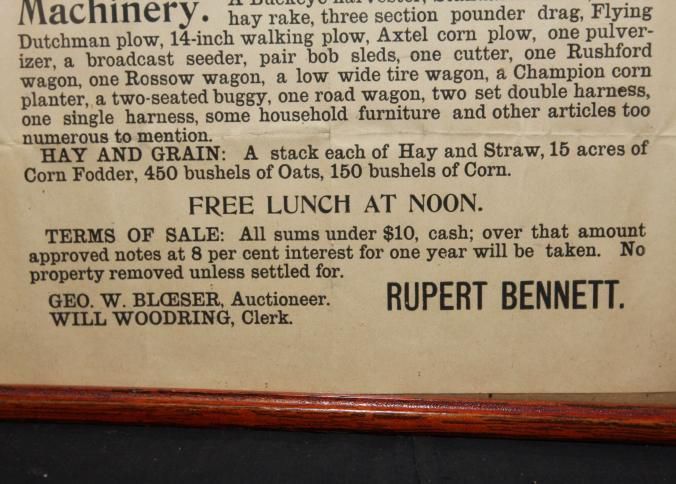 Machinery.
hay rake, three section pounder drag, Flying
Dutchman plow, 14-inch walking plow, Axtel corn plow, one pulver-
izer, a broadcast seeder, pair bob sleds, one cutter, one Rushford
wagon, one Rossow wagon, a low wide tire wagon, a Champion corn
planter, a two-seated buggy, one road wagon, two set double harness,
one single harness, some household furniture and other articles too
numerous to mention.
HAY AND GRAIN: A stack each of Hay and Straw, 15 acres of
Corn Fodder, 450 bushels of Oats, 150 bushels of Corn.
FREE LUNCH AT NOON.
TERMS OF SALE: All sums under $10, cash; over that amount
approved notes at 8 per cent interest for one year will be taken. No
property removed unless settled for.
GEO. W. BLŒSER, Auctioneer.
WILL WOODRING, Clerk.
RUPERT BENNETT.